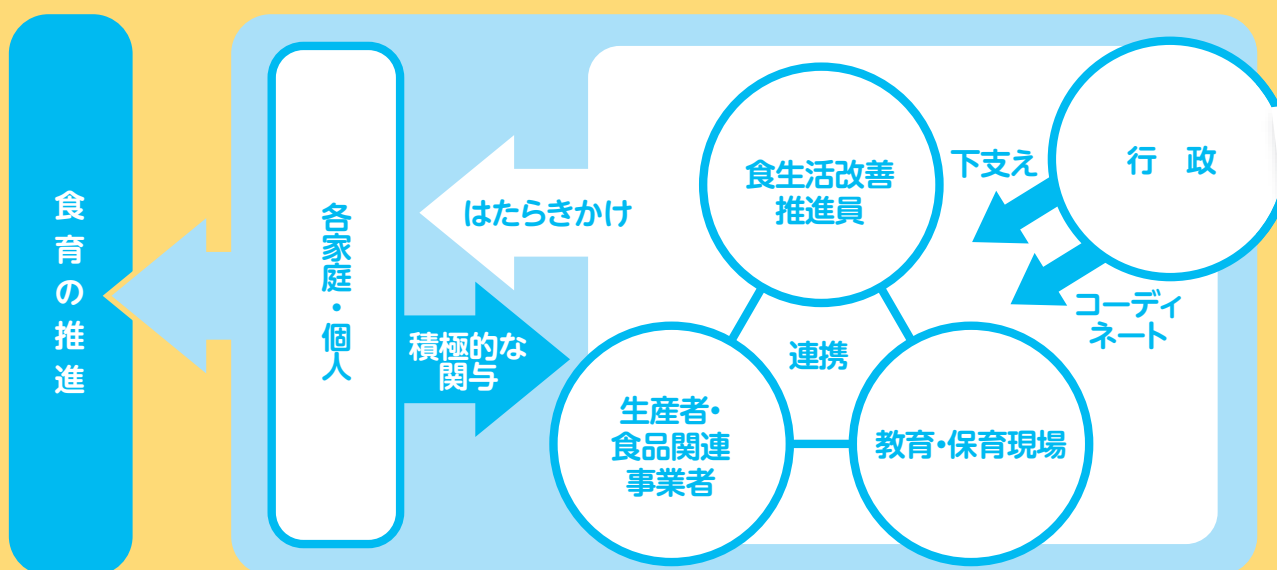 食育の推進
各家庭・個人
はたらきかけ
積極的な
関与
食生活改善
推進員
下支え
行 政
コーディ
ネート
連携
生産者・
食品関連
事業者
教育・保育現場